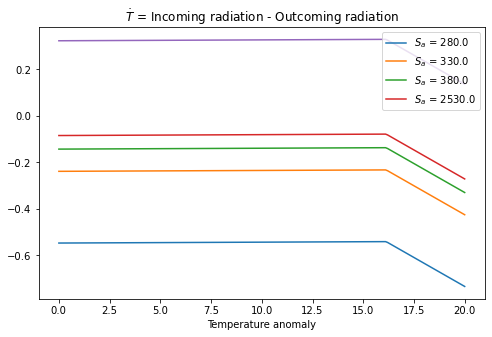 Ṫ = Incoming radiation - Outcoming radiation
Sₐ = 280.0
Sₐ = 330.0
Sₐ = 380.0
Sₐ = 2530.0
0.2
0.0
−0.2
−0.4
−0.6
0.0 2.5 5.0 7.5 10.0 12.5 15.0 17.5 20.0
Temperature anomaly